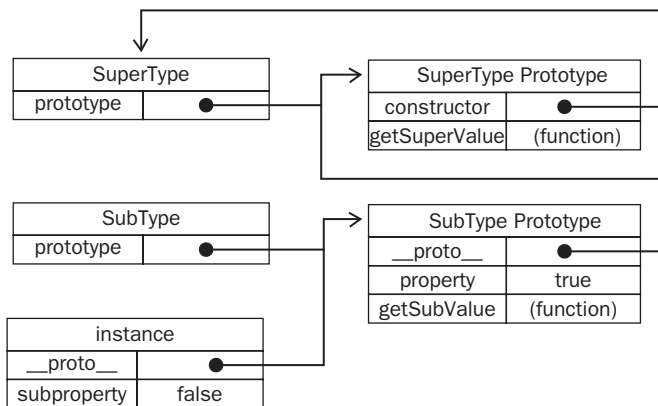 SuperType
prototype
SuperType Prototype
constructor
getSuperValue (function)
SubType
prototype
SubType Prototype
__proto__
property true
getSubValue (function)
instance
__proto__
subproperty false